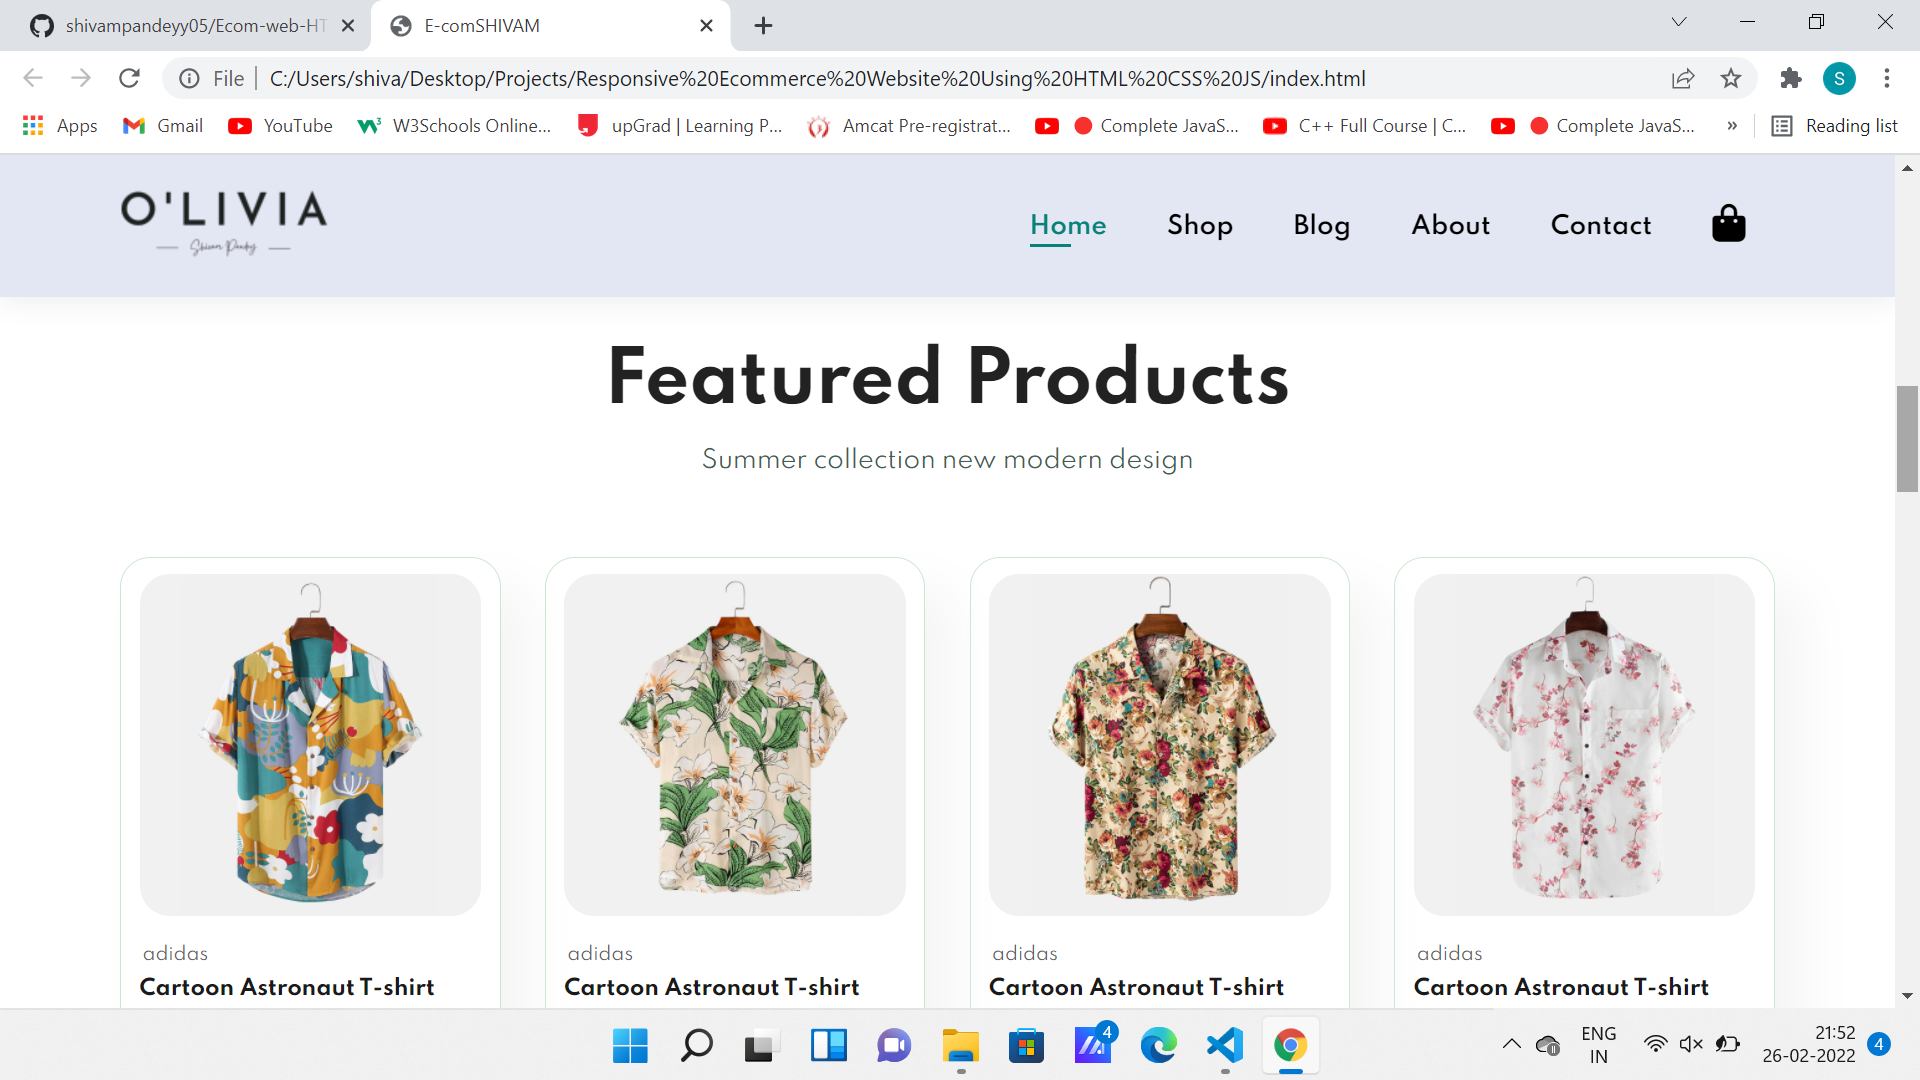 shivampandeyy05/Ecom-web-HT
E-comSHIVAM
File | C:/Users/shiva/Desktop/Projects/Responsive%20Ecommerce%20Website%20Using%20HTML%20CSS%20JS/index.html
S
Apps Gmail YouTube W3Schools Online... upGrad | Learning P... Amcat Pre-registrat... Complete JavaS... C++ Full Course | C... Complete JavaS... » Reading list
O'LIVIA
Shivam Pandey
Home Shop Blog About Contact
Featured Products
Summer collection new modern design
adidas adidas adidas adidas
Cartoon Astronaut T-shirt Cartoon Astronaut T-shirt Cartoon Astronaut T-shirt Cartoon Astronaut T-shirt
4
ENG
IN
21:52
26-02-2022
4